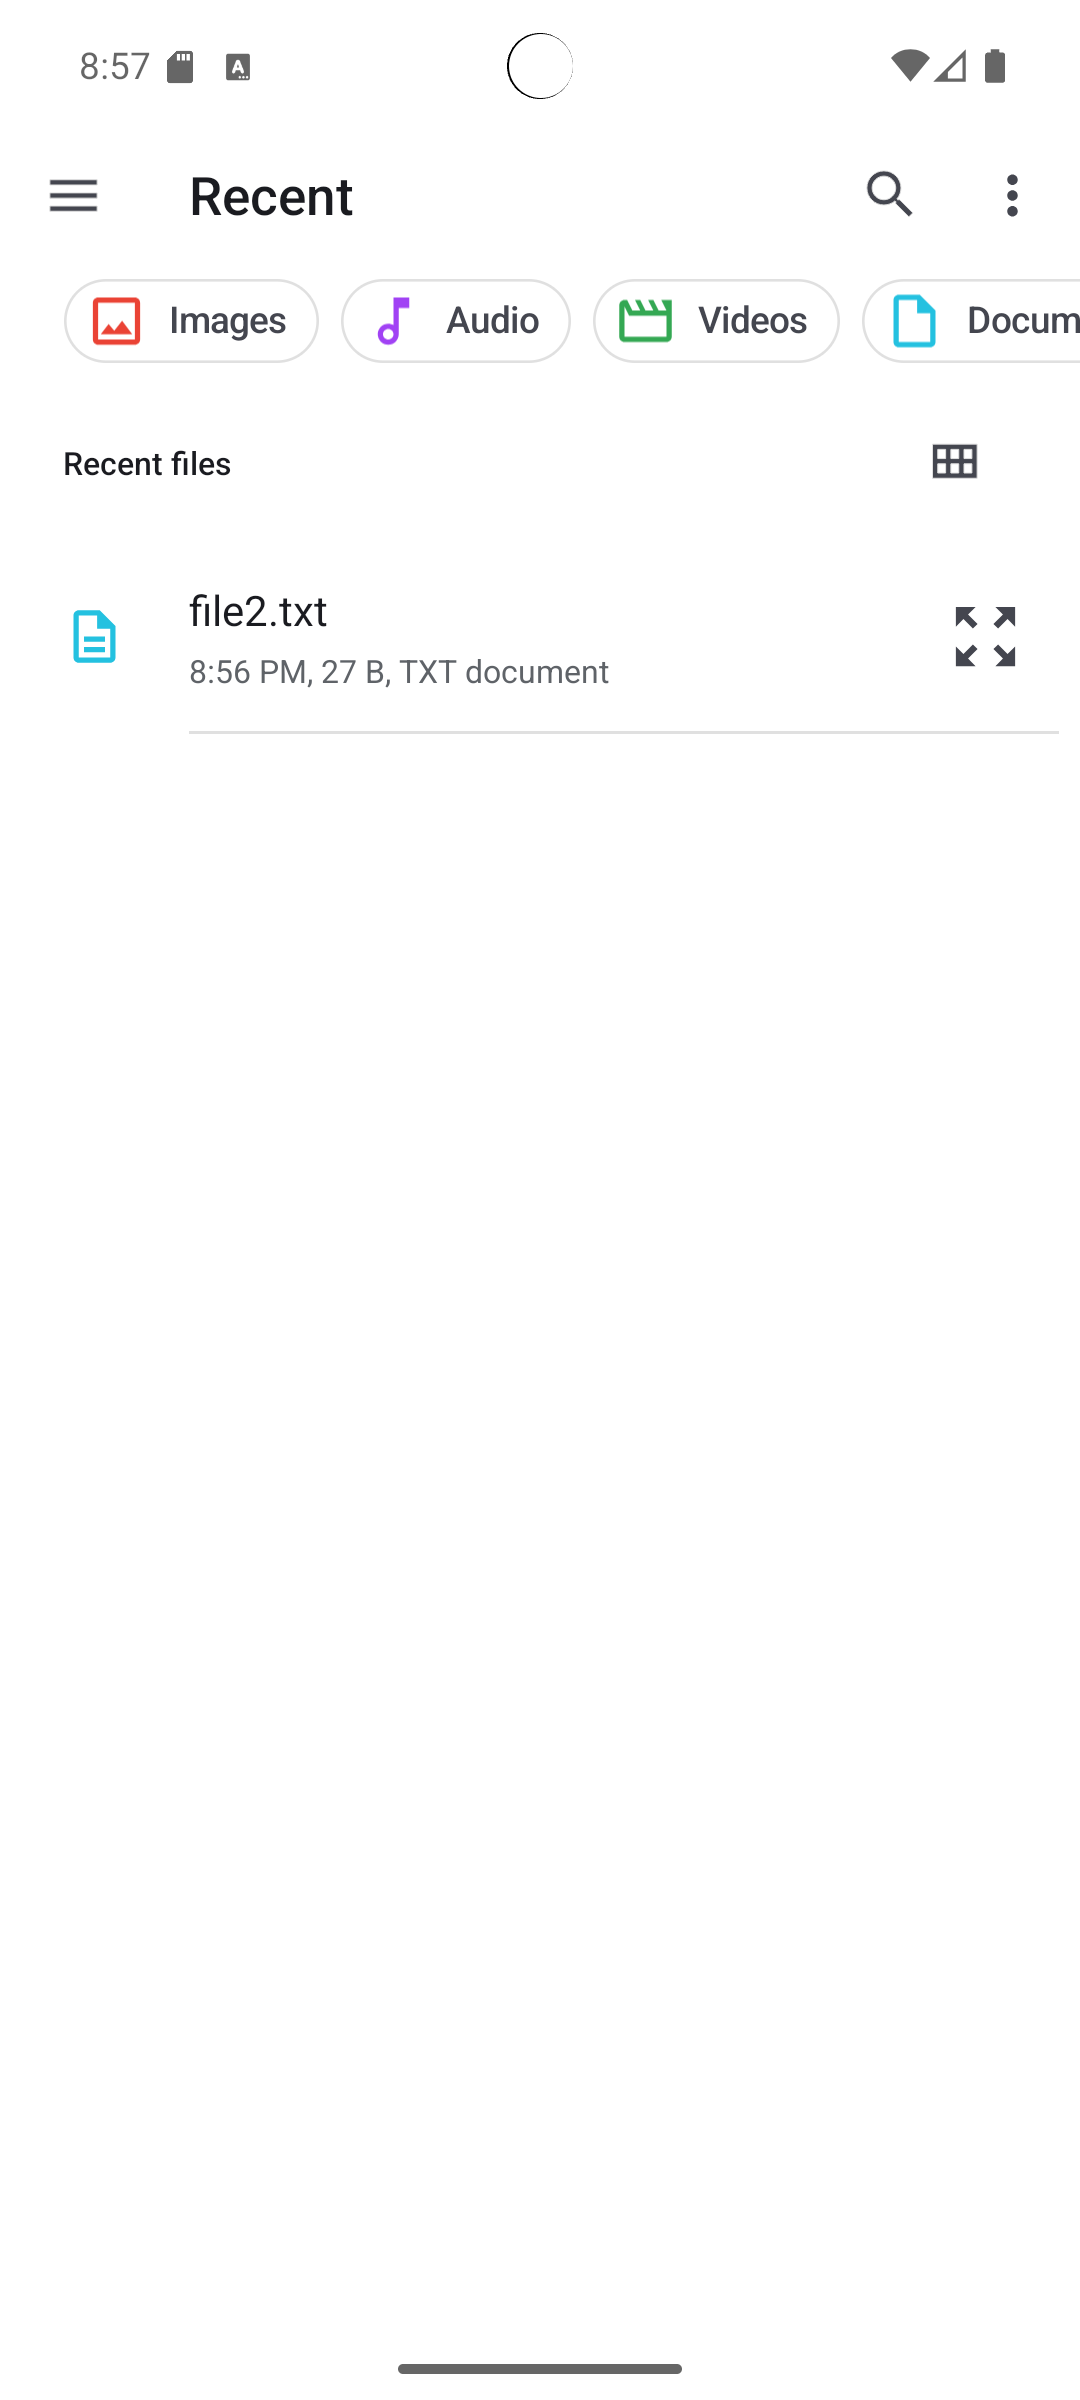 8:57
Recent
Images
Audio
Videos
Docum
Recent files
file2.txt
8:56 PM, 27 B, TXT document